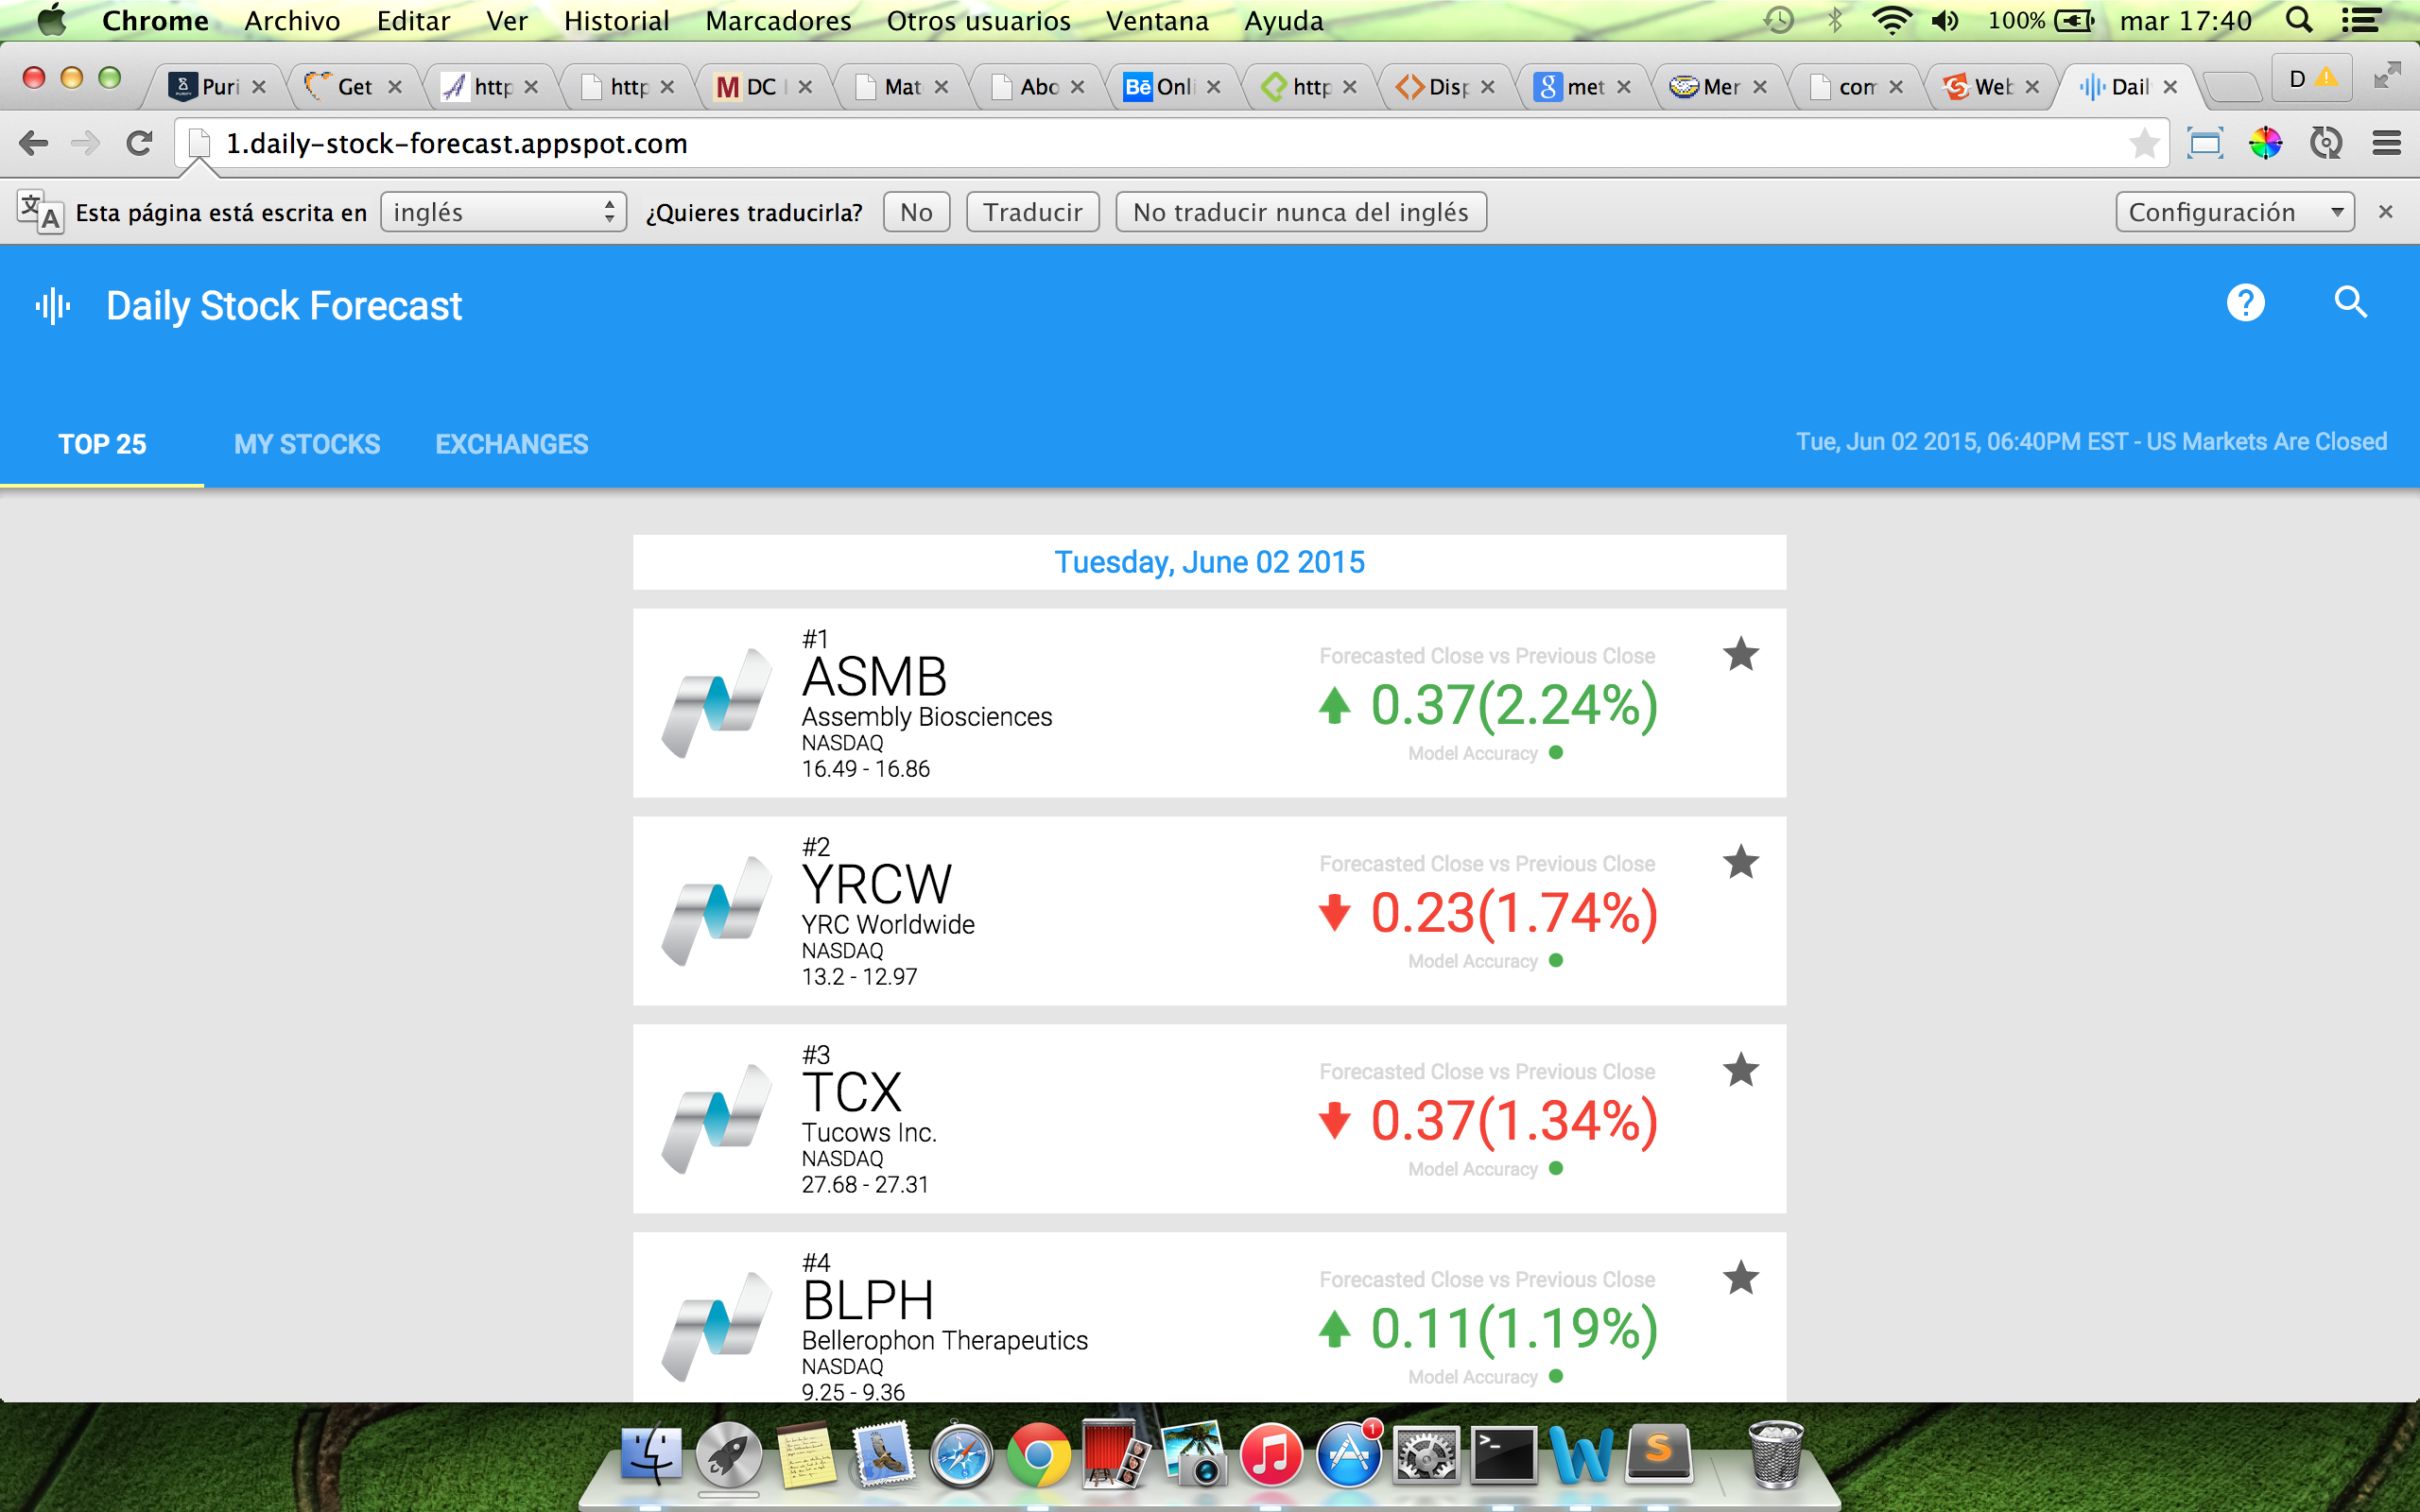 Chrome Archivo Editar Ver Historial Marcadores Otros usuarios Ventana Ayuda 100% mar 17:40
Puri Get http http DC Mat Abo Bē Onli http Disp g met Mer com Web Dail D
1.daily-stock-forecast.appspot.com
Esta página está escrita en inglés ¿Quieres traducirla? No Traducir No traducir nunca del inglés Configuración
Daily Stock Forecast
TOP 25 MY STOCKS EXCHANGES Tue, Jun 02 2015, 06:40PM EST - US Markets Are Closed
Tuesday, June 02 2015
#1
ASMB
Assembly Biosciences
NASDAQ
16.49 - 16.86
Forecasted Close vs Previous Close
0.37(2.24%)
Model Accuracy
#2
YRCW
YRC Worldwide
NASDAQ
13.2 - 12.97
Forecasted Close vs Previous Close
0.23(1.74%)
Model Accuracy
#3
TCX
Tucows Inc.
NASDAQ
27.68 - 27.31
Forecasted Close vs Previous Close
0.37(1.34%)
Model Accuracy
#4
BLPH
Bellerophon Therapeutics
NASDAQ
9.25 - 9.36
Forecasted Close vs Previous Close
0.11(1.19%)
Model Accuracy
1